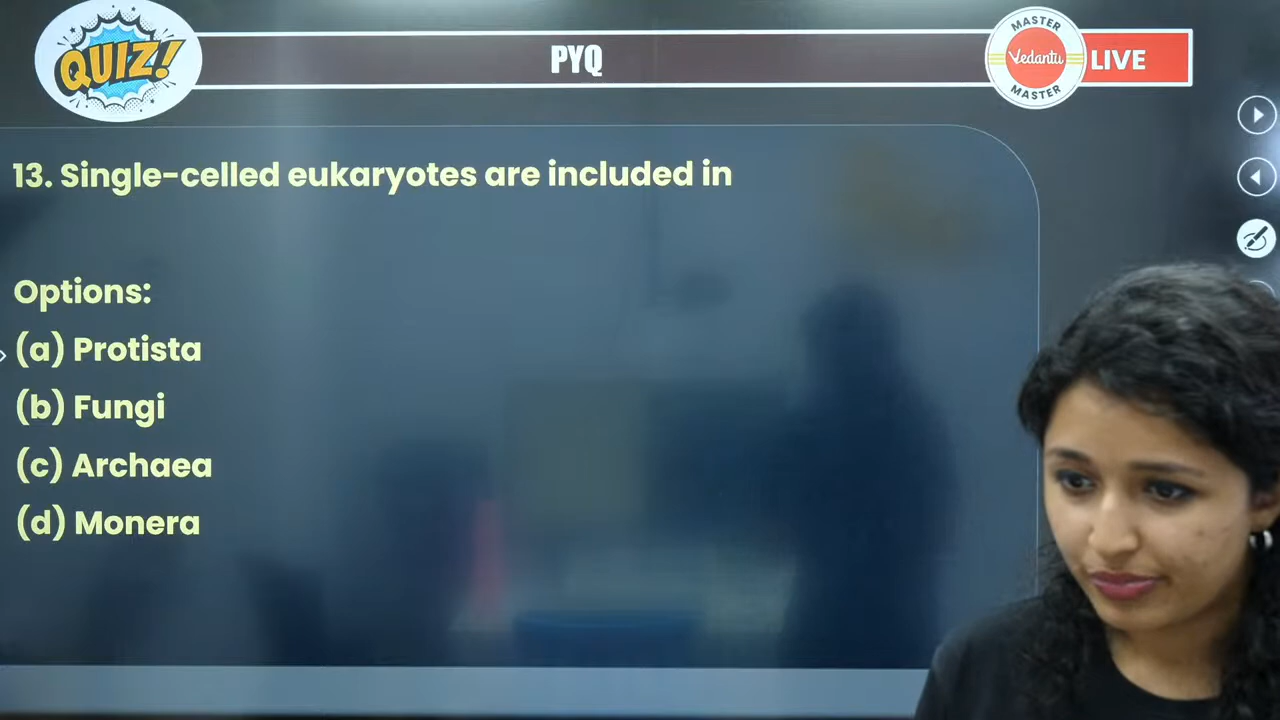 QUIZ!
PYQ
MASTER
Vedantu
MASTER
LIVE
13. Single-celled eukaryotes are included in
Options:
(a) Protista
(b) Fungi
(c) Archaea
(d) Monera